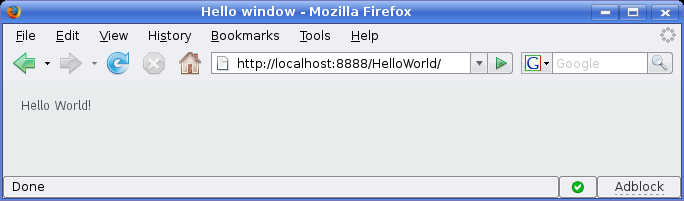 Hello window - Mozilla Firefox
File Edit View History Bookmarks Tools Help
http://localhost:8888/HelloWorld/ G Google
Hello World!
Done Adblock